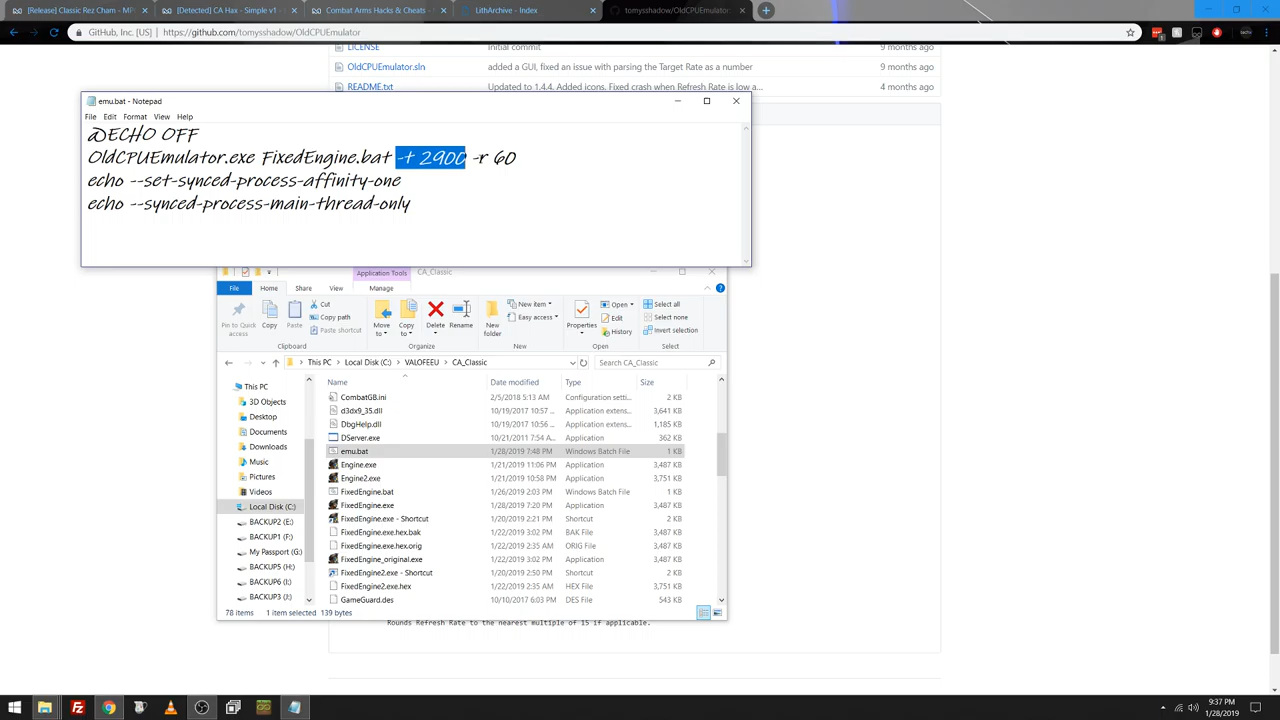 [Release] Classic Rez Cham - MP
[Detected] CA Hax - Simple v1 -
Combat Arms Hacks & Cheats -
LithArchive - Index
tomysshadow/OldCPUEmulator:
GitHub, Inc. [US] | https://github.com/tomysshadow/OldCPUEmulator
LICENSE Initial commit 9 months ago
OldCPUEmulator.sln added a GUI, fixed an issue with parsing the Target Rate as a number 9 months ago
README.txt Updated to 1.4.4. Added icons. Fixed crash when Refresh Rate is low a... 4 months ago
emu.bat - Notepad
File Edit Format View Help
@ECHO OFF
OldCPUEmulator.exe FixedEngine.bat -t 2900 -r 60
echo --set-synced-process-affinity-one
echo --synced-process-main-thread-only
Application Tools CA_Classic
File Home Share View Manage
Pin to Quick access
Copy
Paste
Cut
Copy path
Paste shortcut
Move to
Copy to
Delete
Rename
New folder
New item
Easy access
Properties
Open
Edit
History
Select all
Select none
Invert selection
Clipboard Organize New Open Select
This PC > Local Disk (C:) > VALOFEEU > CA_Classic
Search CA_Classic
This PC
3D Objects
Desktop
Documents
Downloads
Music
Pictures
Videos
Local Disk (C:)
BACKUP2 (E:)
BACKUP1 (F:)
My Passport (G:)
BACKUP5 (H:)
BACKUP6 (I:)
BACKUP3 (J:)
Name Date modified Type Size
CombatGB.ini 2/5/2018 5:13 AM Configuration setti... 2 KB
d3dx9_35.dll 10/19/2017 10:57 ... Application extens... 3,641 KB
DbgHelp.dll 10/19/2017 10:56 ... Application extens... 1,185 KB
DServer.exe 10/21/2011 7:54 A... Application 362 KB
emu.bat 1/28/2019 7:48 PM Windows Batch File 1 KB
Engine.exe 1/21/2019 11:06 PM Application 3,487 KB
Engine2.exe 1/21/2019 10:58 PM Application 3,751 KB
FixedEngine.bat 1/26/2019 2:03 PM Windows Batch File 1 KB
FixedEngine.exe 1/28/2019 7:20 PM Application 3,487 KB
FixedEngine.exe - Shortcut 1/20/2019 2:21 PM Shortcut 2 KB
FixedEngine.exe.hex.bak 1/22/2019 3:02 PM BAK File 3,487 KB
FixedEngine.exe.hex.orig 1/22/2019 2:35 AM ORIG File 3,487 KB
FixedEngine_original.exe 1/22/2019 3:02 PM Application 3,487 KB
FixedEngine2.exe - Shortcut 1/20/2019 2:50 PM Shortcut 2 KB
FixedEngine2.exe.hex 1/22/2019 2:35 AM HEX File 3,751 KB
GameGuard.des 10/10/2017 6:03 PM DES File 543 KB
78 items 1 item selected 139 bytes
Rounds Refresh Rate to the nearest multiple of 15 if applicable.
9:37 PM
1/28/2019